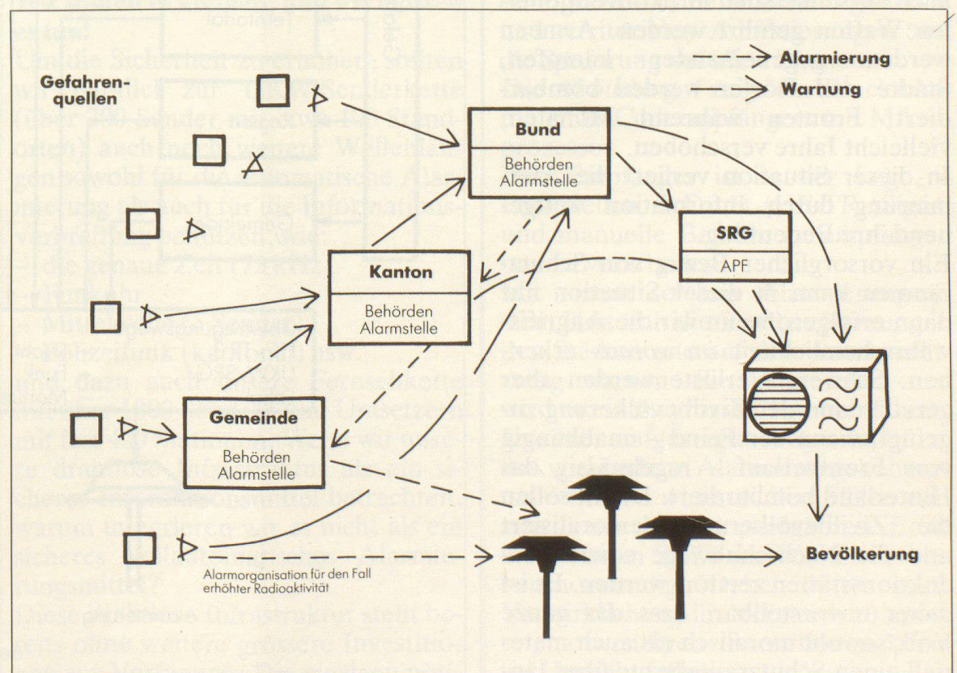 Gefahren-
quellen
Alarmierung
Warnung
Bund
Behörden
Alarmstelle
SRG
APF
Kanton
Behörden
Alarmstelle
Gemeinde
Behörden
Alarmstelle
Bevölkerung
Alarmorganisation für den Fall
erhöhter Radioaktivität